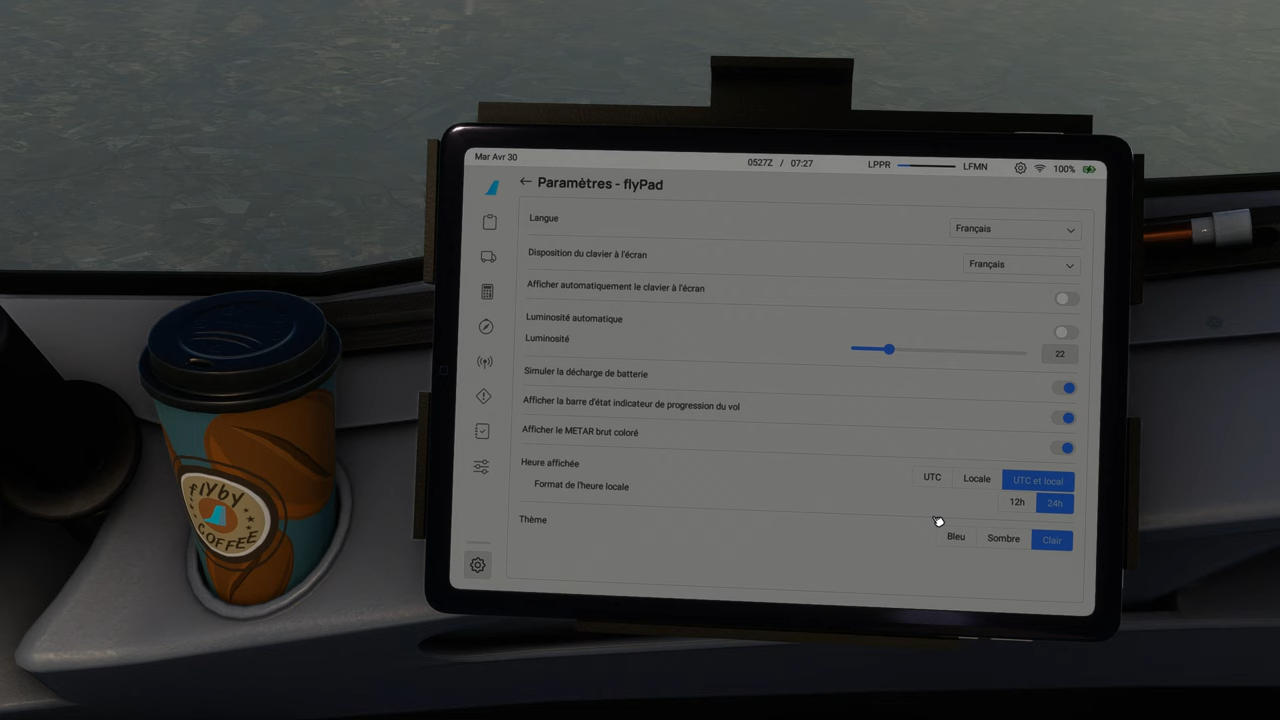 Mar Avr 30
0527Z / 07:27
LPPR
LFMN
100%
Paramètres - flyPad
Langue
Français
Disposition du clavier à l'écran
Français
Afficher automatiquement le clavier à l'écran
Luminosité automatique
Luminosité
22
Simuler la décharge de batterie
Afficher la barre d'état indicateur de progression du vol
Afficher le METAR brut coloré
Heure affichée
UTC
Locale
UTC et local
Format de l'heure locale
12h
24h
Thème
Bleu
Sombre
Clair
flyby
COFFEE